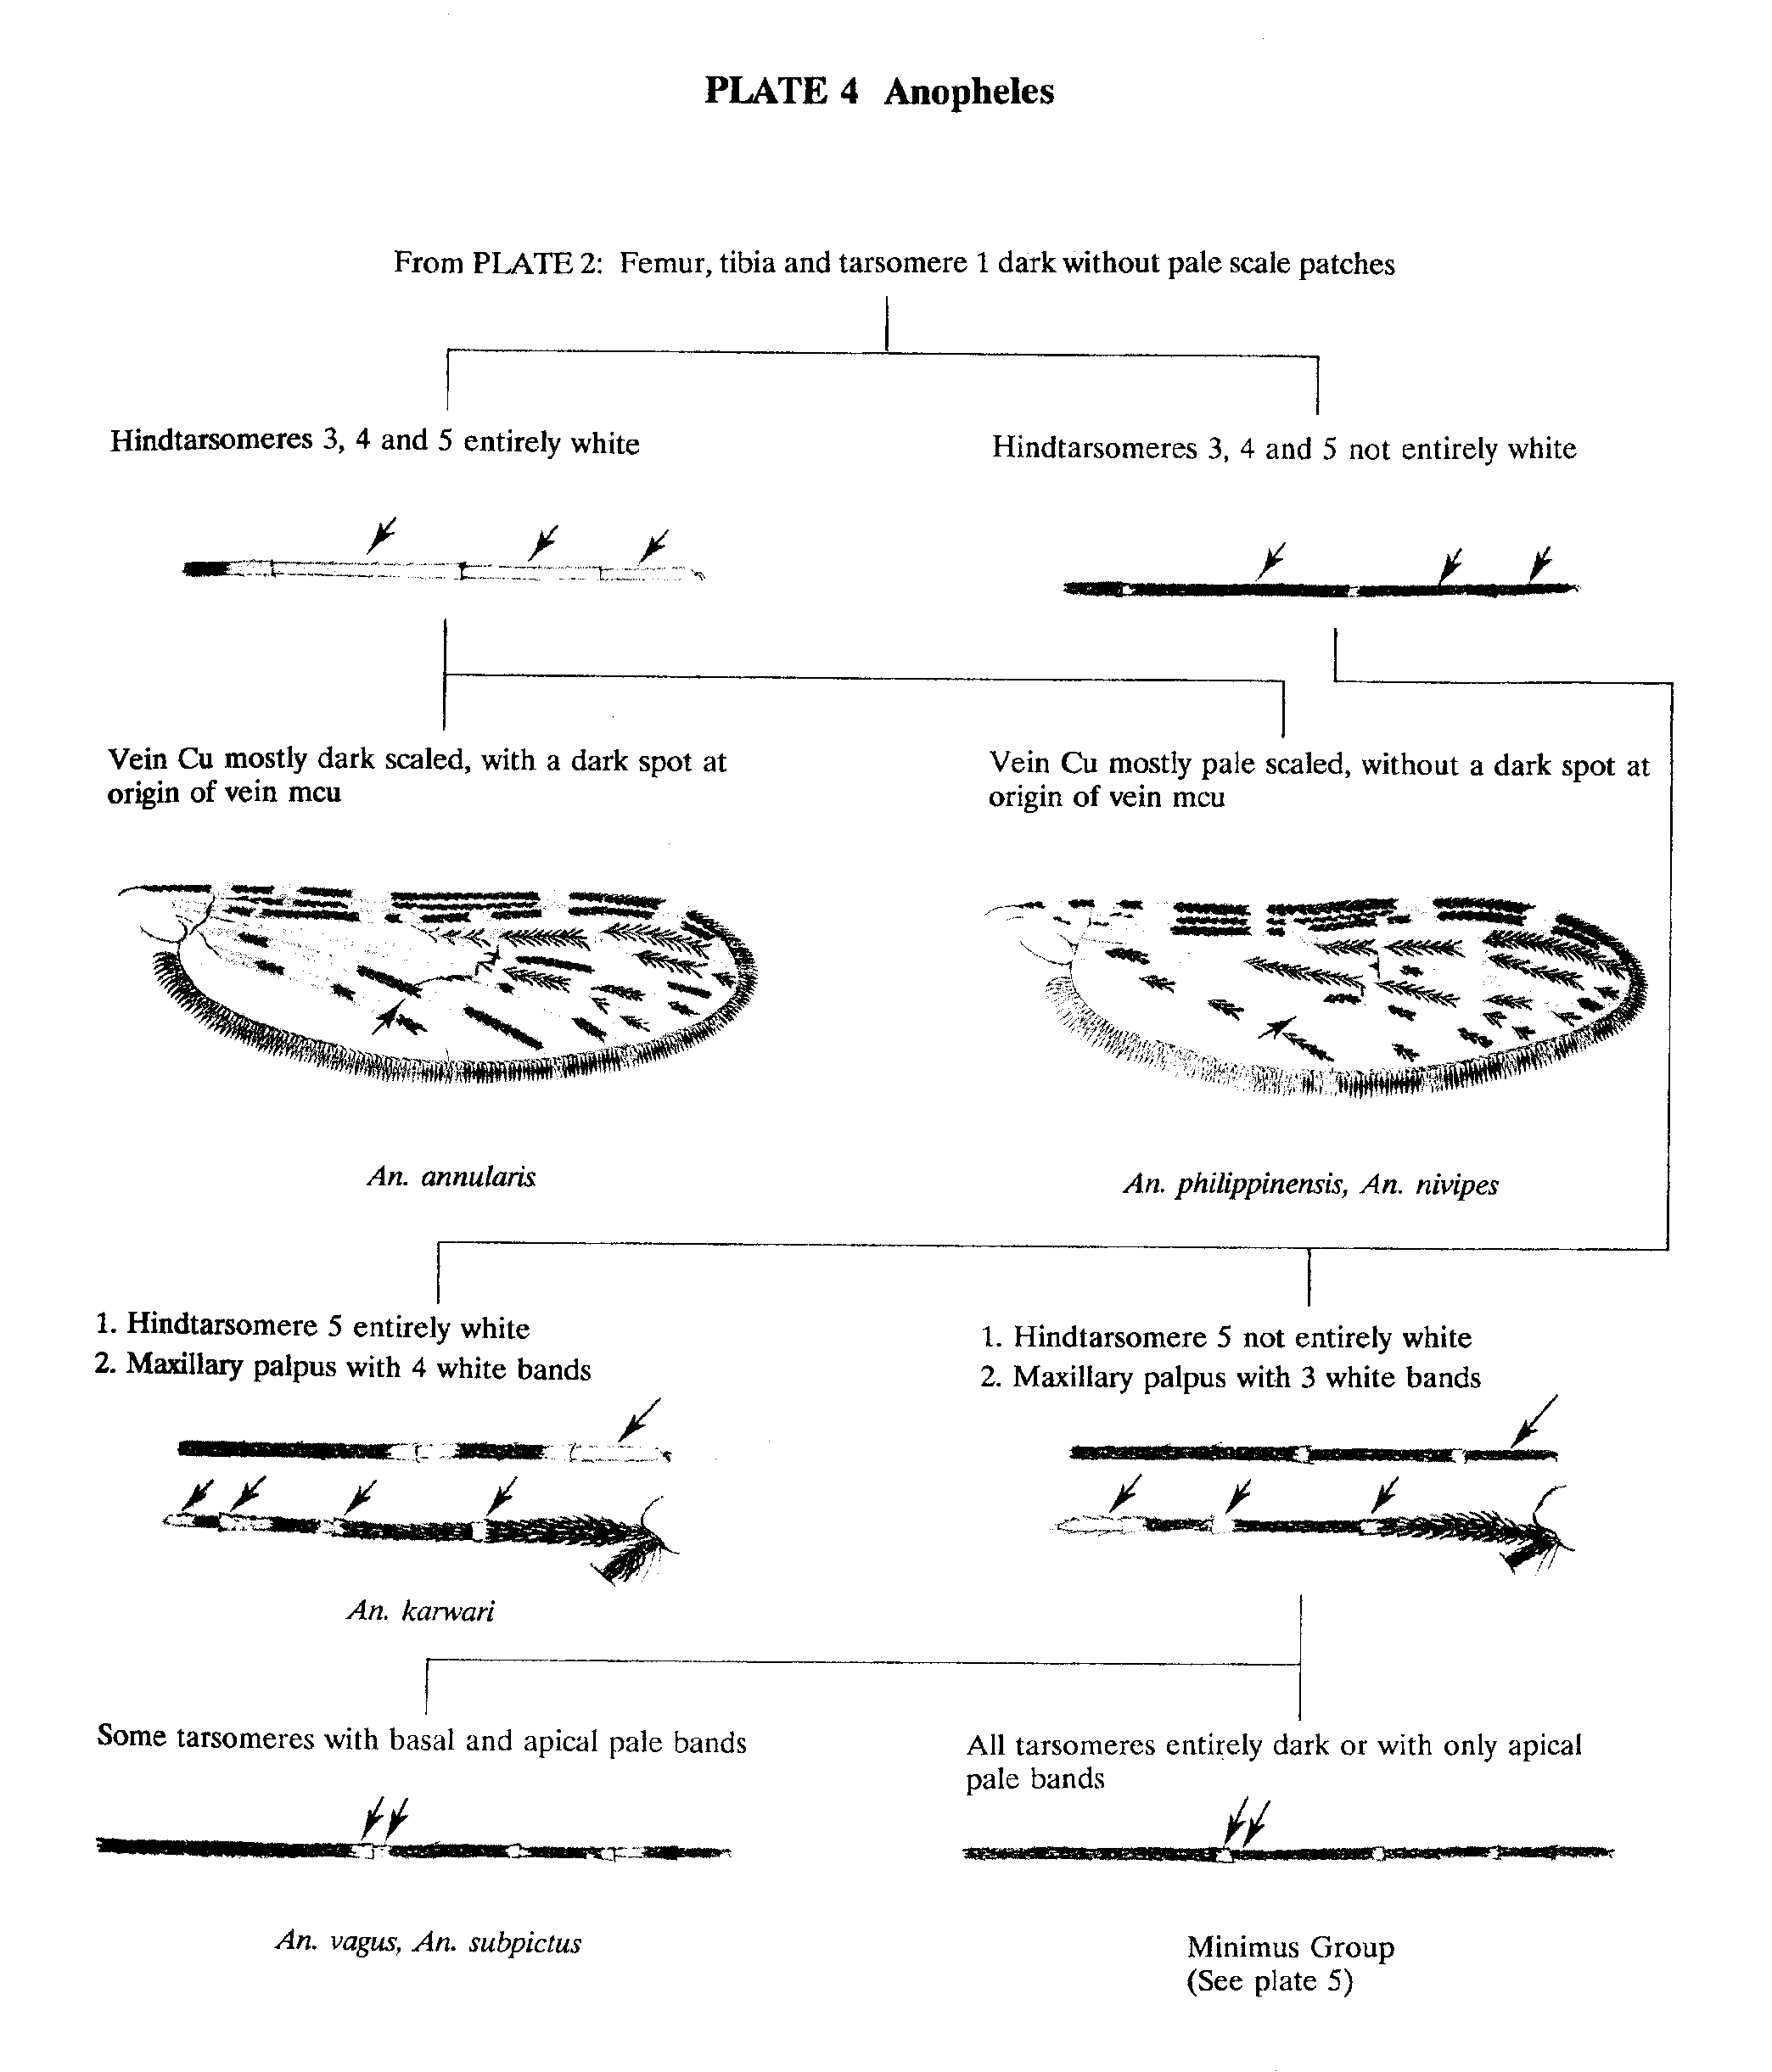 PLATE 4 Anopheles
From PLATE 2: Femur, tibia and tarsomere 1 dark without pale scale patches
Hindtarsomeres 3, 4 and 5 entirely white
Hindtarsomeres 3, 4 and 5 not entirely white
Vein Cu mostly dark scaled, with a dark spot at
origin of vein mcu
Vein Cu mostly pale scaled, without a dark spot at
origin of vein mcu
An. annularis
An. philippinensis, An. nivipes
1. Hindtarsomere 5 entirely white
2. Maxillary palpus with 4 white bands
1. Hindtarsomere 5 not entirely white
2. Maxillary palpus with 3 white bands
An. karwari
Some tarsomeres with basal and apical pale bands
All tarsomeres entirely dark or with only apical
pale bands
An. vagus, An. subpictus
Minimus Group
(See plate 5)